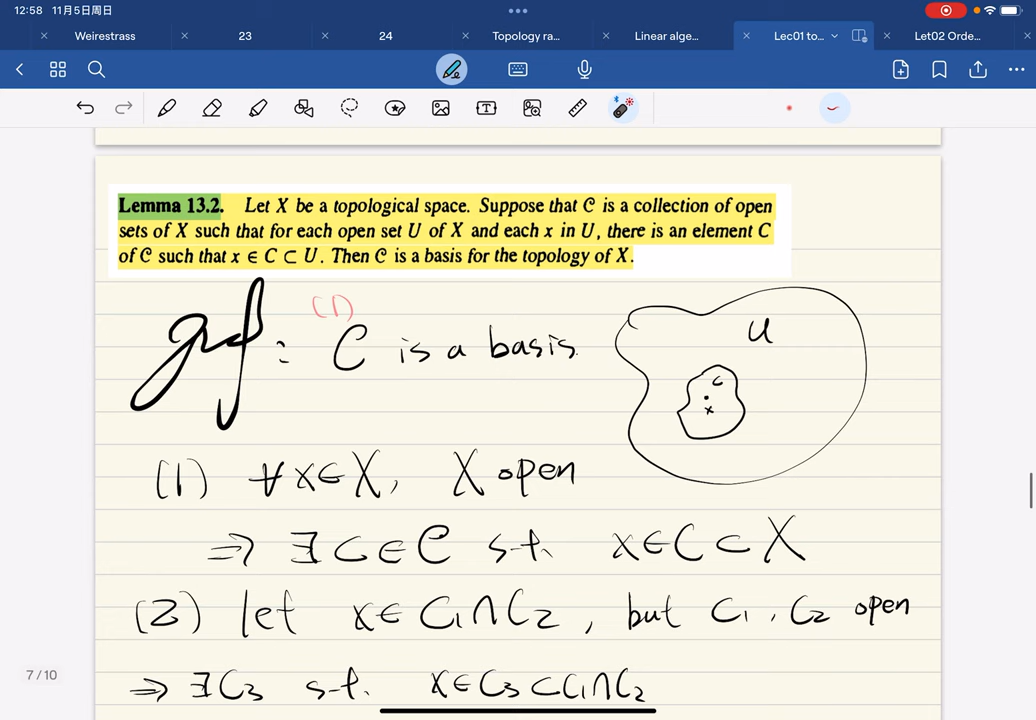 12:58 11月5日周日
Weirestrass 23 24 Topology ra... Linear alge... Lec01 to... Let02 Orde...
Lemma 13.2. Let X be a topological space. Suppose that 𝒞 is a collection of open
sets of X such that for each open set U of X and each x in U, there is an element C
of 𝒞 such that x ∈ C ⊂ U. Then 𝒞 is a basis for the topology of X.
(1)
prof: C is a basis.
U
C
x
(1) ∀x∈X, X open
⇒ ∃C∈𝒞 s.t. x∈C⊂X
(2) let x∈C₁∩C₂, but C₁, C₂ open
7/10
⇒ ∃C₃ s.t. x∈C₃⊂C₁∩C₂